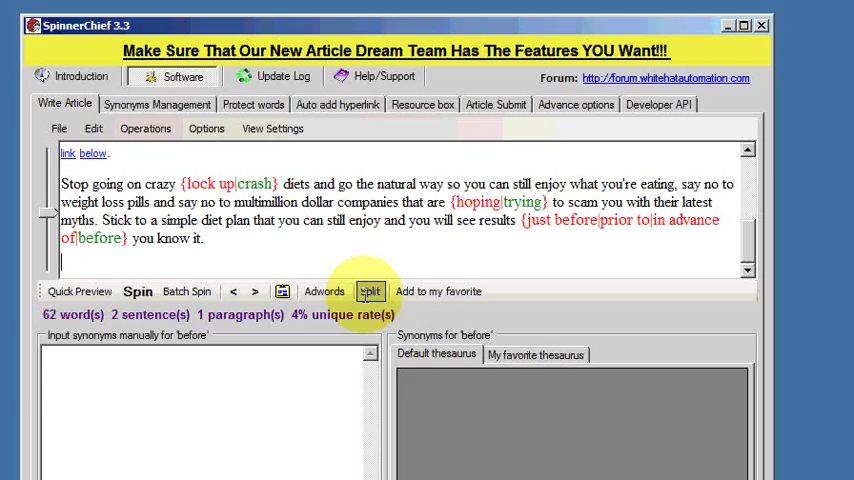 SpinnerChief 3.3
Make Sure That Our New Article Dream Team Has The Features YOU Want!!!
Introduction Software Update Log Help/Support Forum: http://forum.whitehatautomation.com
Write Article Synonyms Management Protect words Auto add hyperlink Resource box Article Submit Advance options Developer API
File Edit Operations Options View Settings
link below.
Stop going on crazy {lock up|crash} diets and go the natural way so you can still enjoy what you're eating, say no to
weight loss pills and say no to multimillion dollar companies that are {hoping|trying} to scam you with their latest
myths. Stick to a simple diet plan that you can still enjoy and you will see results {just before|prior to|in advance
of|before} you know it.
Quick Preview Spin Batch Spin < > Adwords Split Add to my favorite
62 word(s) 2 sentence(s) 1 paragraph(s) 4% unique rate(s)
Input synonyms manually for 'before' Synonyms for 'before'
Default thesaurus My favorite thesaurus